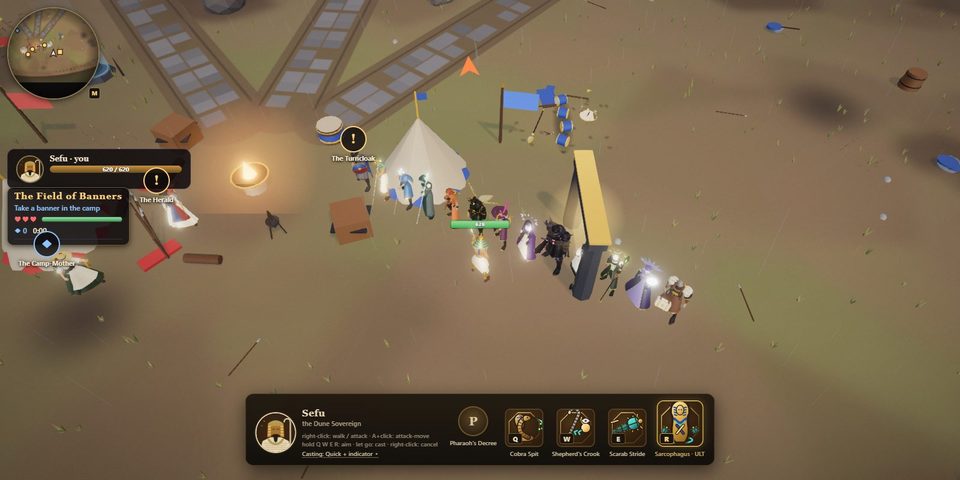 M
Sefu · you
620 / 620
The Field of Banners
Take a banner in the camp
0 0:00
The Herald
The Turncloak
The Camp-Mother
620
Sefu
the Dune Sovereign
right-click: walk / attack · A+click: attack-move
hold Q W E R: aim · let go: cast · right-click: cancel
Casting: Quick + indicator
P
Pharaoh's Decree
Q
Cobra Spit
W
Shepherd's Crook
E
Scarab Stride
R
Sarcophagus · ULT